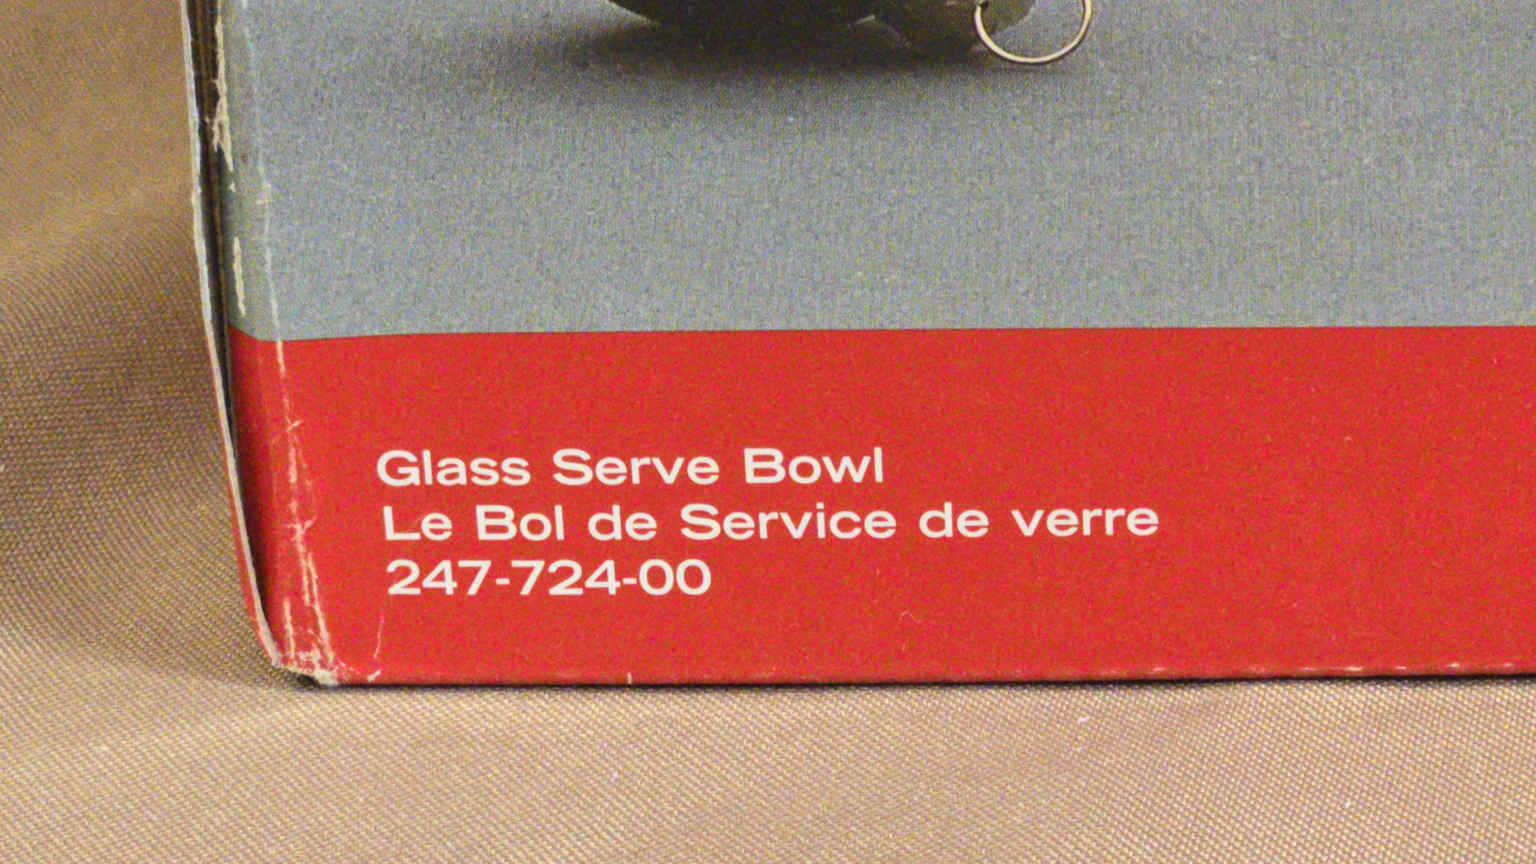 Glass Serve Bowl
Le Bol de Service de verre
247-724-00